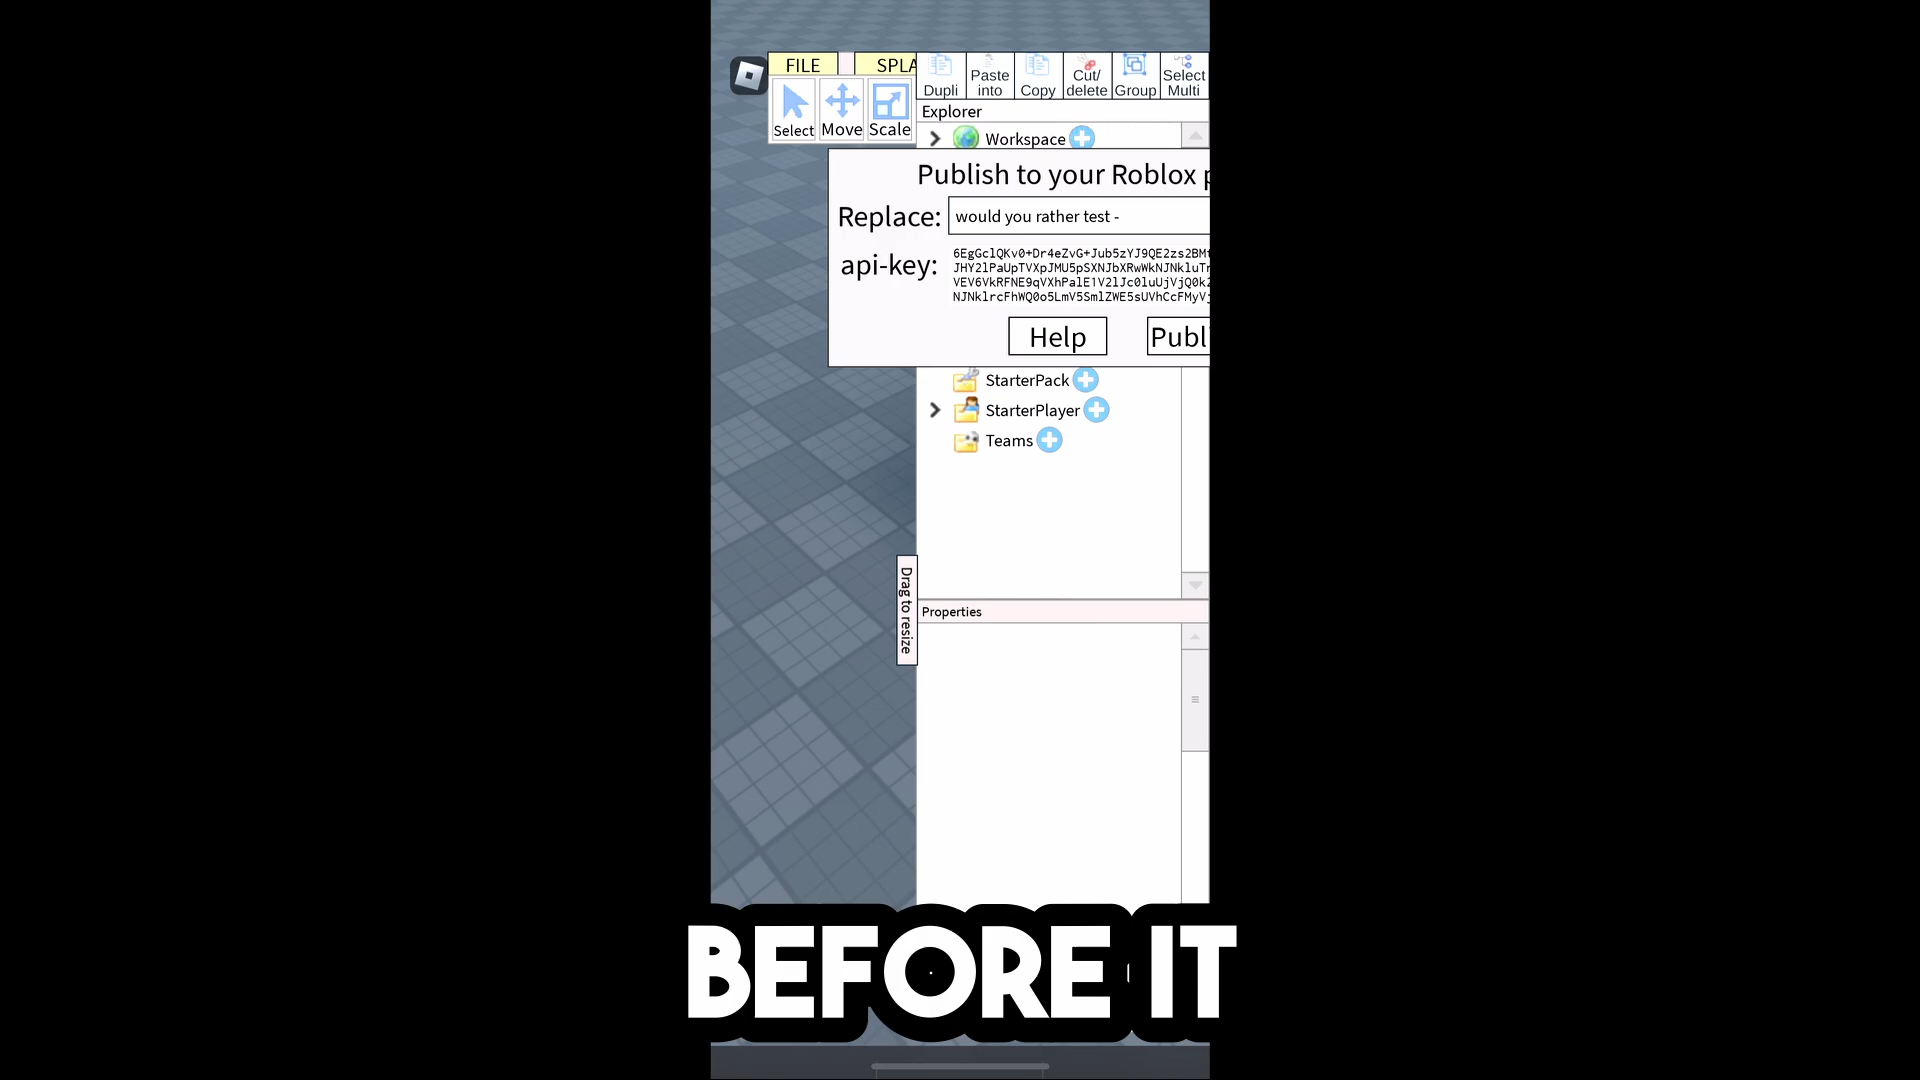 FILE
SPLA
Dupli
Paste
into
Copy
Cut/
delete
Group
Select
Multi
Select
Move
Scale
Explorer
Workspace
Publish to your Roblox
Replace:
would you rather test -
api-key:
Help
Publi
StarterPack
StarterPlayer
Teams
Drag to resize
Properties
BEFORE IT